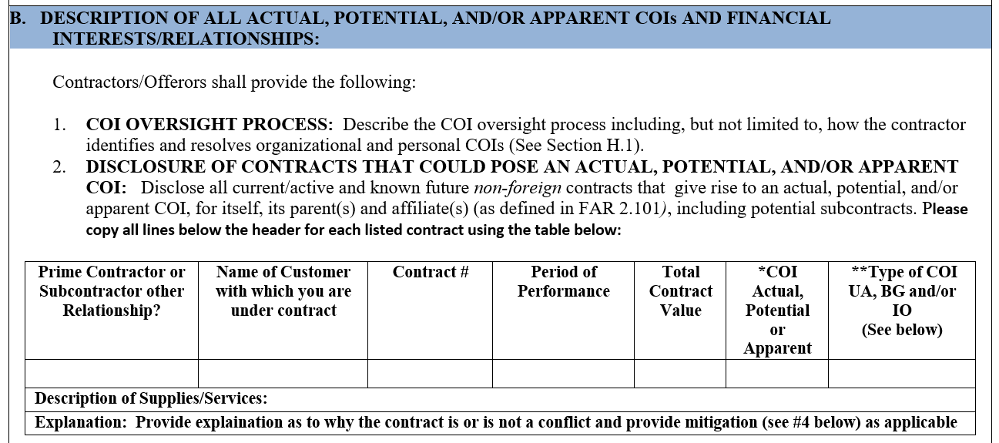 B. DESCRIPTION OF ALL ACTUAL, POTENTIAL, AND/OR APPARENT COIs AND FINANCIAL
INTERESTS/RELATIONSHIPS:
Contractors/Offerors shall provide the following:
1. COI OVERSIGHT PROCESS: Describe the COI oversight process including, but not limited to, how the contractor
identifies and resolves organizational and personal COIs (See Section H.1).
2. DISCLOSURE OF CONTRACTS THAT COULD POSE AN ACTUAL, POTENTIAL, AND/OR APPARENT
COI: Disclose all current/active and known future non-foreign contracts that give rise to an actual, potential, and/or
apparent COI, for itself, its parent(s) and affiliate(s) (as defined in FAR 2.101), including potential subcontracts. Please
copy all lines below the header for each listed contract using the table below:
Prime Contractor or
Subcontractor other
Relationship?
Name of Customer
with which you are
under contract
Contract #
Period of
Performance
Total
Contract
Value
*COI
Actual,
Potential
or
Apparent
**Type of COI
UA, BG and/or
IO
(See below)
Description of Supplies/Services:
Explanation: Provide explaination as to why the contract is or is not a conflict and provide mitigation (see #4 below) as applicable